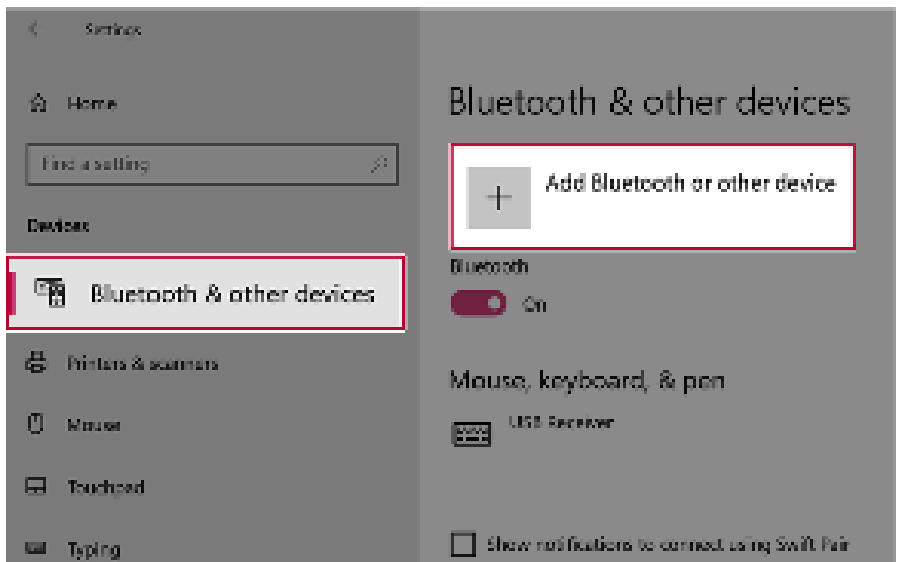 Settings
Home
Find a setting
Devices
Bluetooth & other devices
Printers & scanners
Mouse
Touchpad
Typing
Bluetooth & other devices
Add Bluetooth or other device
Bluetooth
On
Mouse, keyboard, & pen
USB Receiver
Show notifications to connect using Swift Pair